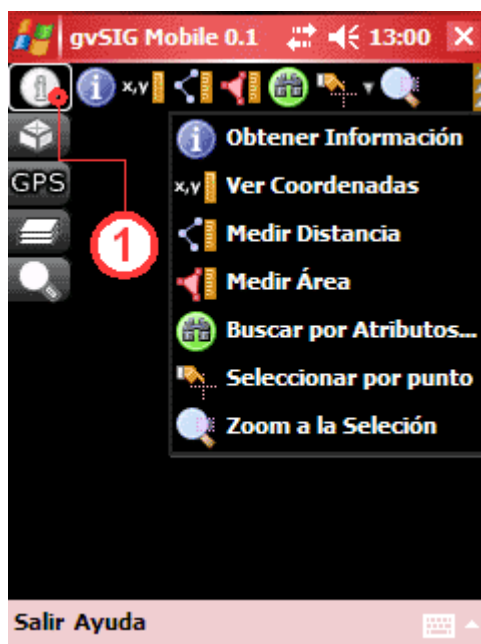 gvSIG Mobile 0.1 13:00
x,y
Obtener Información
GPS
x,y Ver Coordenadas
1
Medir Distancia
Medir Área
Buscar por Atributos...
Seleccionar por punto
Zoom a la Seleción
Salir Ayuda